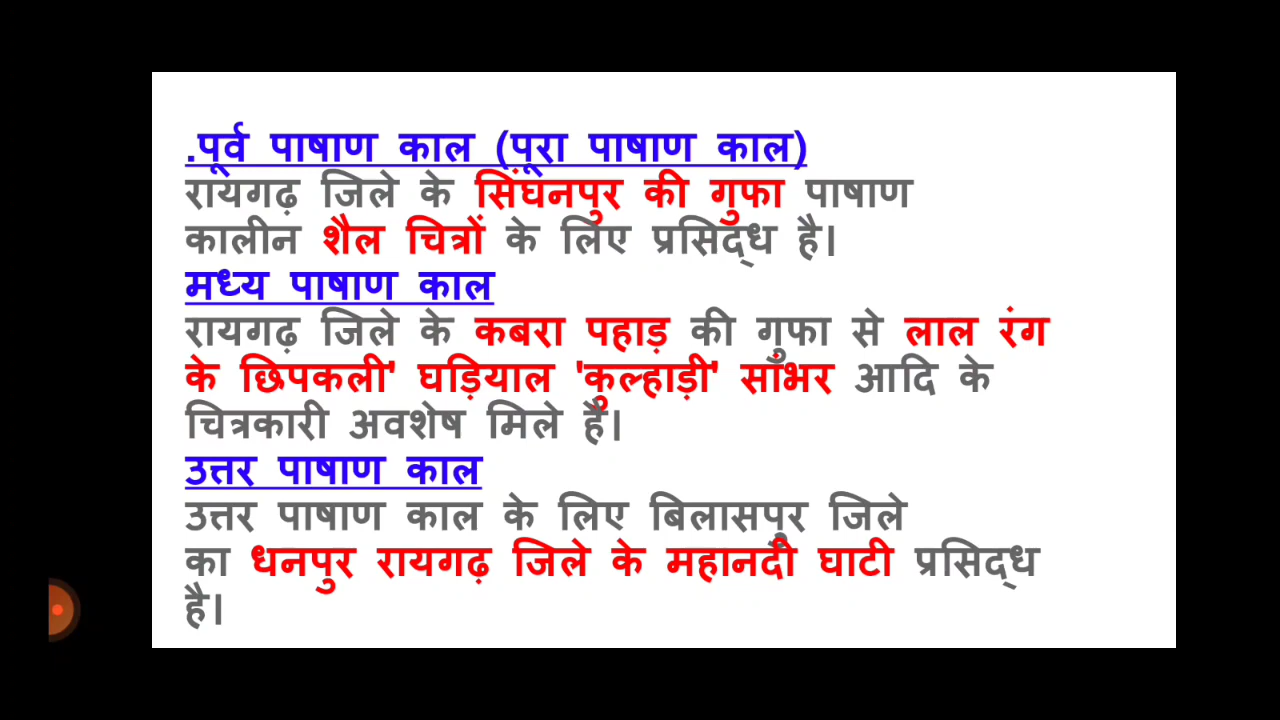 .पूर्व पाषाण काल (पूरा पाषाण काल)
रायगढ़ जिले के सिंघनपुर की गुफा पाषाण
कालीन शैल चित्रों के लिए प्रसिद्ध है।
मध्य पाषाण काल
रायगढ़ जिले के कबरा पहाड़ की गुफा से लाल रंग
के छिपकली' घड़ियाल 'कुल्हाड़ी' सांभर आदि के
चित्रकारी अवशेष मिले है।
उत्तर पाषाण काल
उत्तर पाषाण काल के लिए बिलासपुर जिले
का धनपुर रायगढ़ जिले के महानदी घाटी प्रसिद्ध
है।